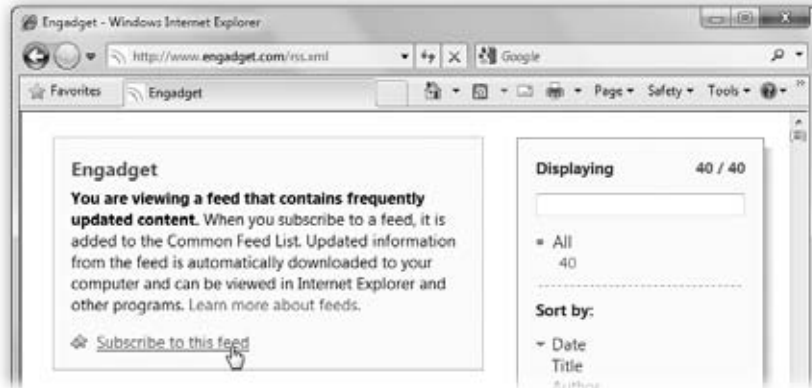 Engadget - Windows Internet Explorer
http://www.engadget.com/rss.xml
Google
Favorites
Engadget
Page
Safety
Tools
Engadget
You are viewing a feed that contains frequently
updated content. When you subscribe to a feed, it is
added to the Common Feed List. Updated information
from the feed is automatically downloaded to your
computer and can be viewed in Internet Explorer and
other programs. Learn more about feeds.
Subscribe to this feed
Displaying 40 / 40
All
40
Sort by:
Date
Title
Author